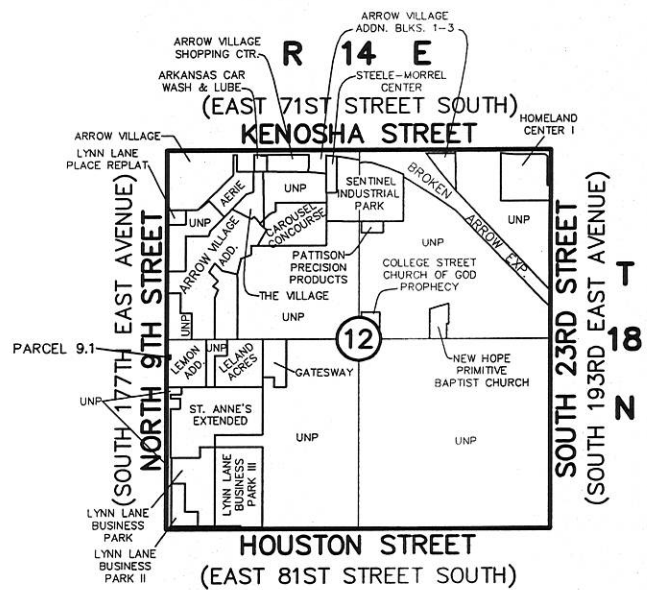 ARROW VILLAGE
ADDN. BLKS. 1-3
ARROW VILLAGE
SHOPPING CTR.
R 14 E
ARKANSAS CAR
WASH & LUBE
STEELE-MORREL
CENTER
(EAST 71ST STREET SOUTH)
KENOSHA STREET
HOMELAND
CENTER I
ARROW VILLAGE
LYNN LANE
PLACE REPLAT
AERIE
UNP
SENTINEL
INDUSTRIAL
PARK
BROKEN
ARROW EXP.
UNP
UNP
ARROW VILLAGE
ADD.
CAROUSEL
CONCOURSE
PATTISON
PRECISION
PRODUCTS
UNP
COLLEGE STREET
CHURCH OF GOD
PROPHECY
THE VILLAGE
UNP
UNP
12
PARCEL 9.1
LEMON
ADD.
UNP
LELAND
ACRES
GATESWAY
NEW HOPE
PRIMITIVE
BAPTIST CHURCH
UNP
ST. ANNE'S
EXTENDED
UNP
UNP
LYNN LANE
BUSINESS
PARK III
LYNN LANE
BUSINESS
PARK
LYNN LANE
BUSINESS
PARK II
NORTH 9TH STREET
(SOUTH 177TH EAST AVENUE)
SOUTH 23RD STREET
(SOUTH 193RD EAST AVENUE)
T
18
N
HOUSTON STREET
(EAST 81ST STREET SOUTH)